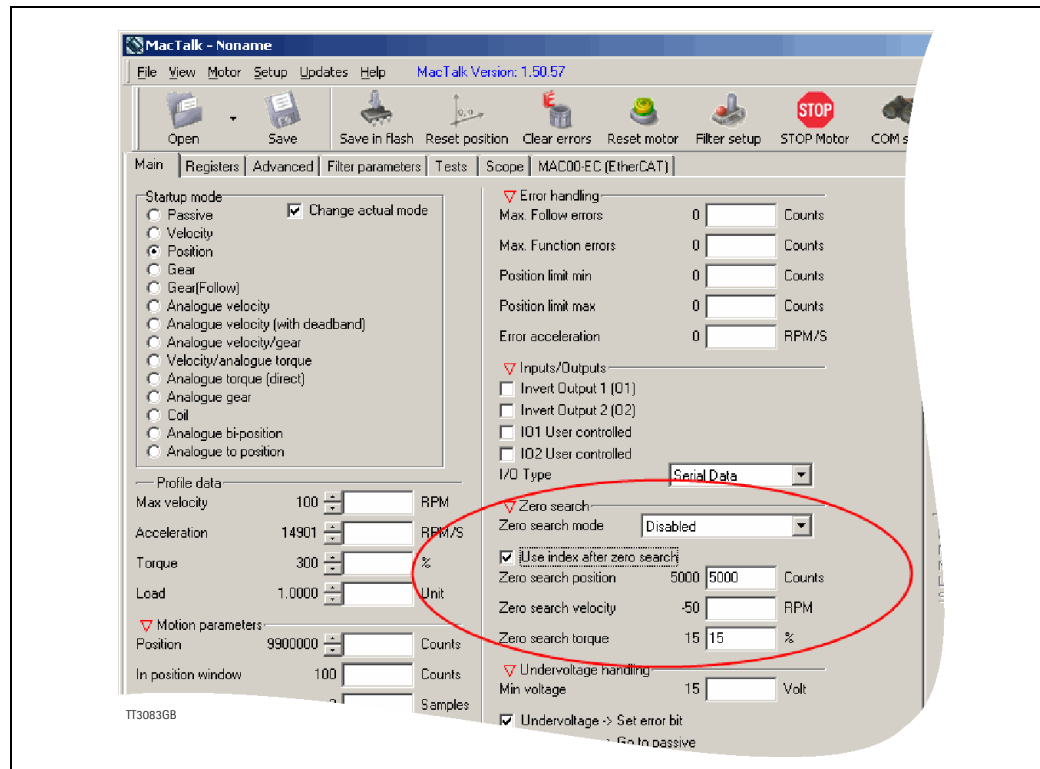 MacTalk - Noname
File View Motor Setup Updates Help MacTalk Version: 1.50.57
Open Save Save in flash Reset position Clear errors Reset motor Filter setup STOP Motor COM s
STOP
Main Registers Advanced Filter parameters Tests Scope MAC00-EC (EtherCAT)
Startup mode
Passive
Change actual mode
Velocity
Position
Gear
Gear(Follow)
Analogue velocity
Analogue velocity (with deadband)
Analogue velocity/gear
Velocity/analogue torque
Analogue torque (direct)
Analogue gear
Coil
Analogue bi-position
Analogue to position
Profile data
Max velocity 100 RPM
Acceleration 14901 RPM/S
Torque 300 %
Load 1.0000 Unit
Motion parameters
Position 9900000 Counts
In position window 100 Counts
Samples
Error handling
Max. Follow errors 0 Counts
Max. Function errors 0 Counts
Position limit min 0 Counts
Position limit max 0 Counts
Error acceleration 0 RPM/S
Inputs/Outputs
Invert Output 1 (O1)
Invert Output 2 (O2)
IO1 User controlled
IO2 User controlled
I/O Type Serial Data
Zero search
Zero search mode Disabled
Use index after zero search
Zero search position 5000 5000 Counts
Zero search velocity -50 RPM
Zero search torque 15 15 %
Undervoltage handling
Min voltage 15 Volt
Undervoltage -> Set error bit
Go to passive
TT3083GB